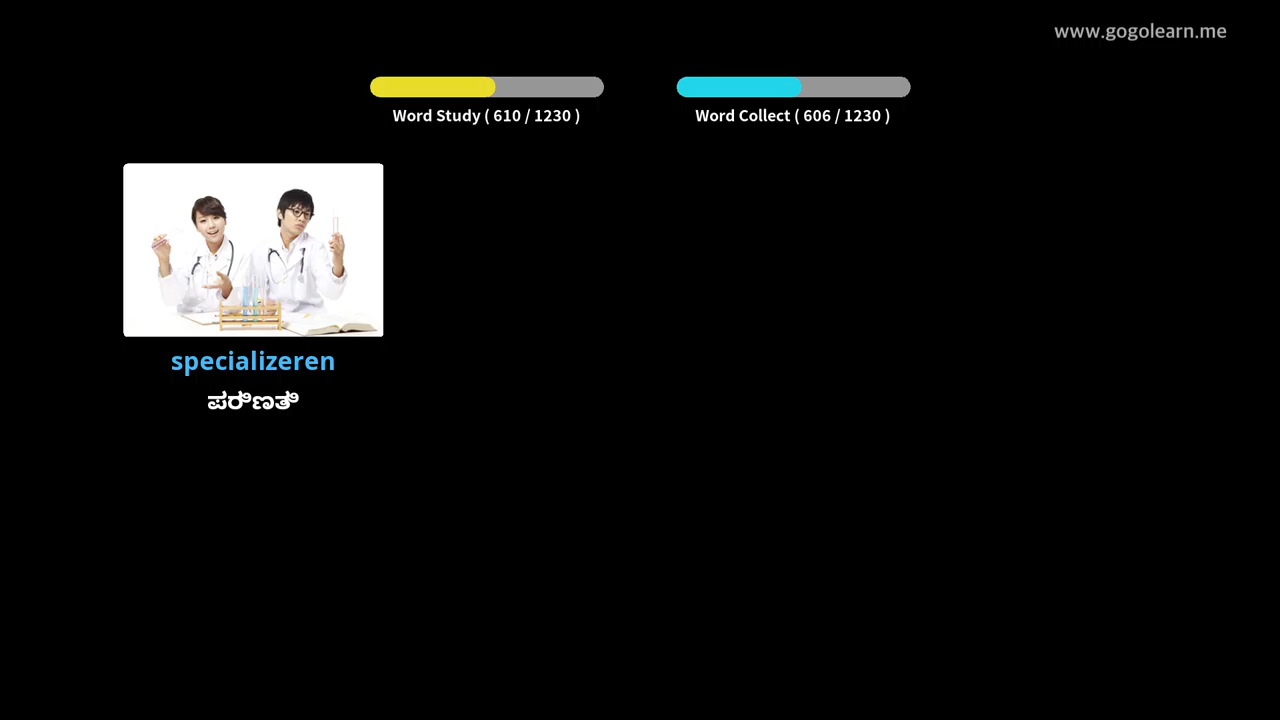 www.gogolearn.me
Word Study ( 610 / 1230 )
Word Collect ( 606 / 1230 )
specializeren
ಪರಿಣತಿ